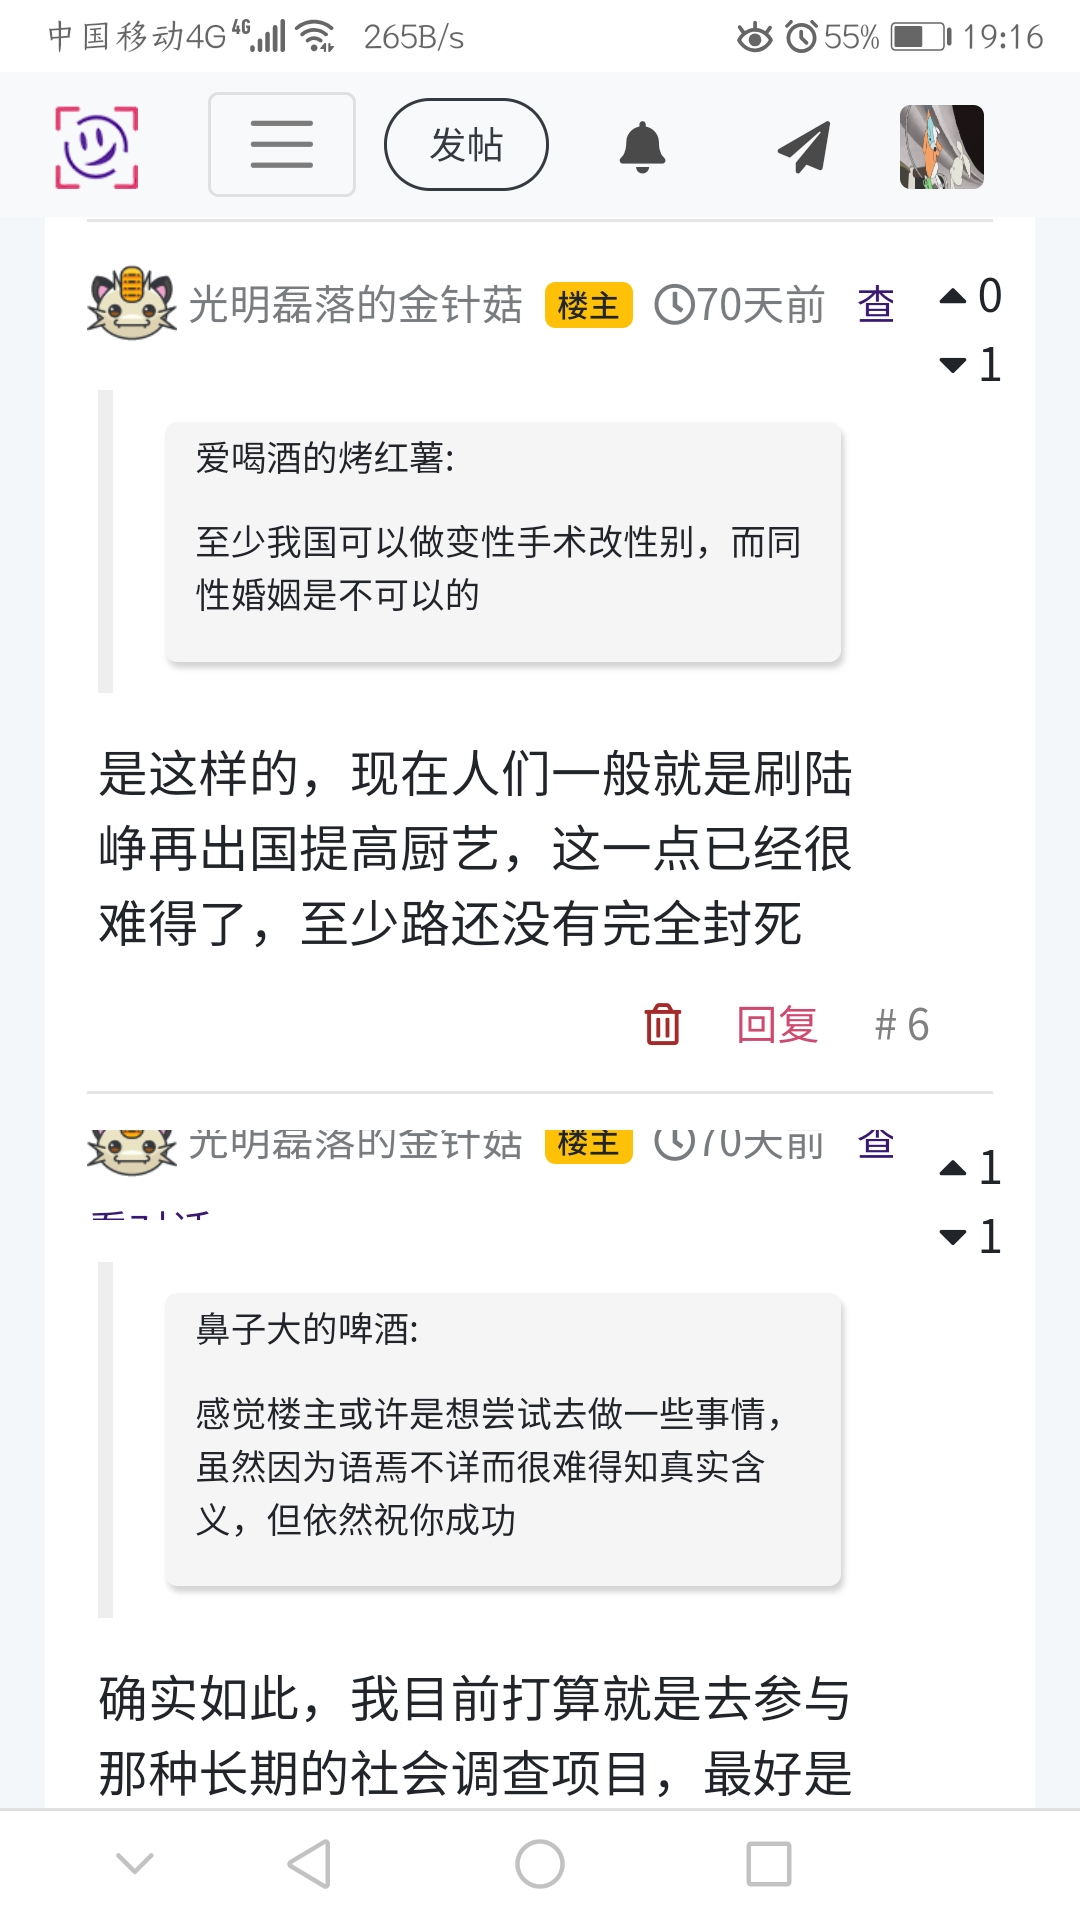 中国移动4G 4G 265B/s 55% 19:16
发帖
光明磊落的金针菇 楼主 70天前 查
0
1
爱喝酒的烤红薯:
至少我国可以做变性手术改性别，而同
性婚姻是不可以的
是这样的，现在人们一般就是刷陆
峥再出国提高厨艺，这一点已经很
难得了，至少路还没有完全封死
回复 # 6
光明磊落的金针菇 楼主 70天前 查
1
1
鼻子大的啤酒:
感觉楼主或许是想尝试去做一些事情，
虽然因为语焉不详而很难得知真实含
义，但依然祝你成功
确实如此，我目前打算就是去参与
那种长期的社会调查项目，最好是